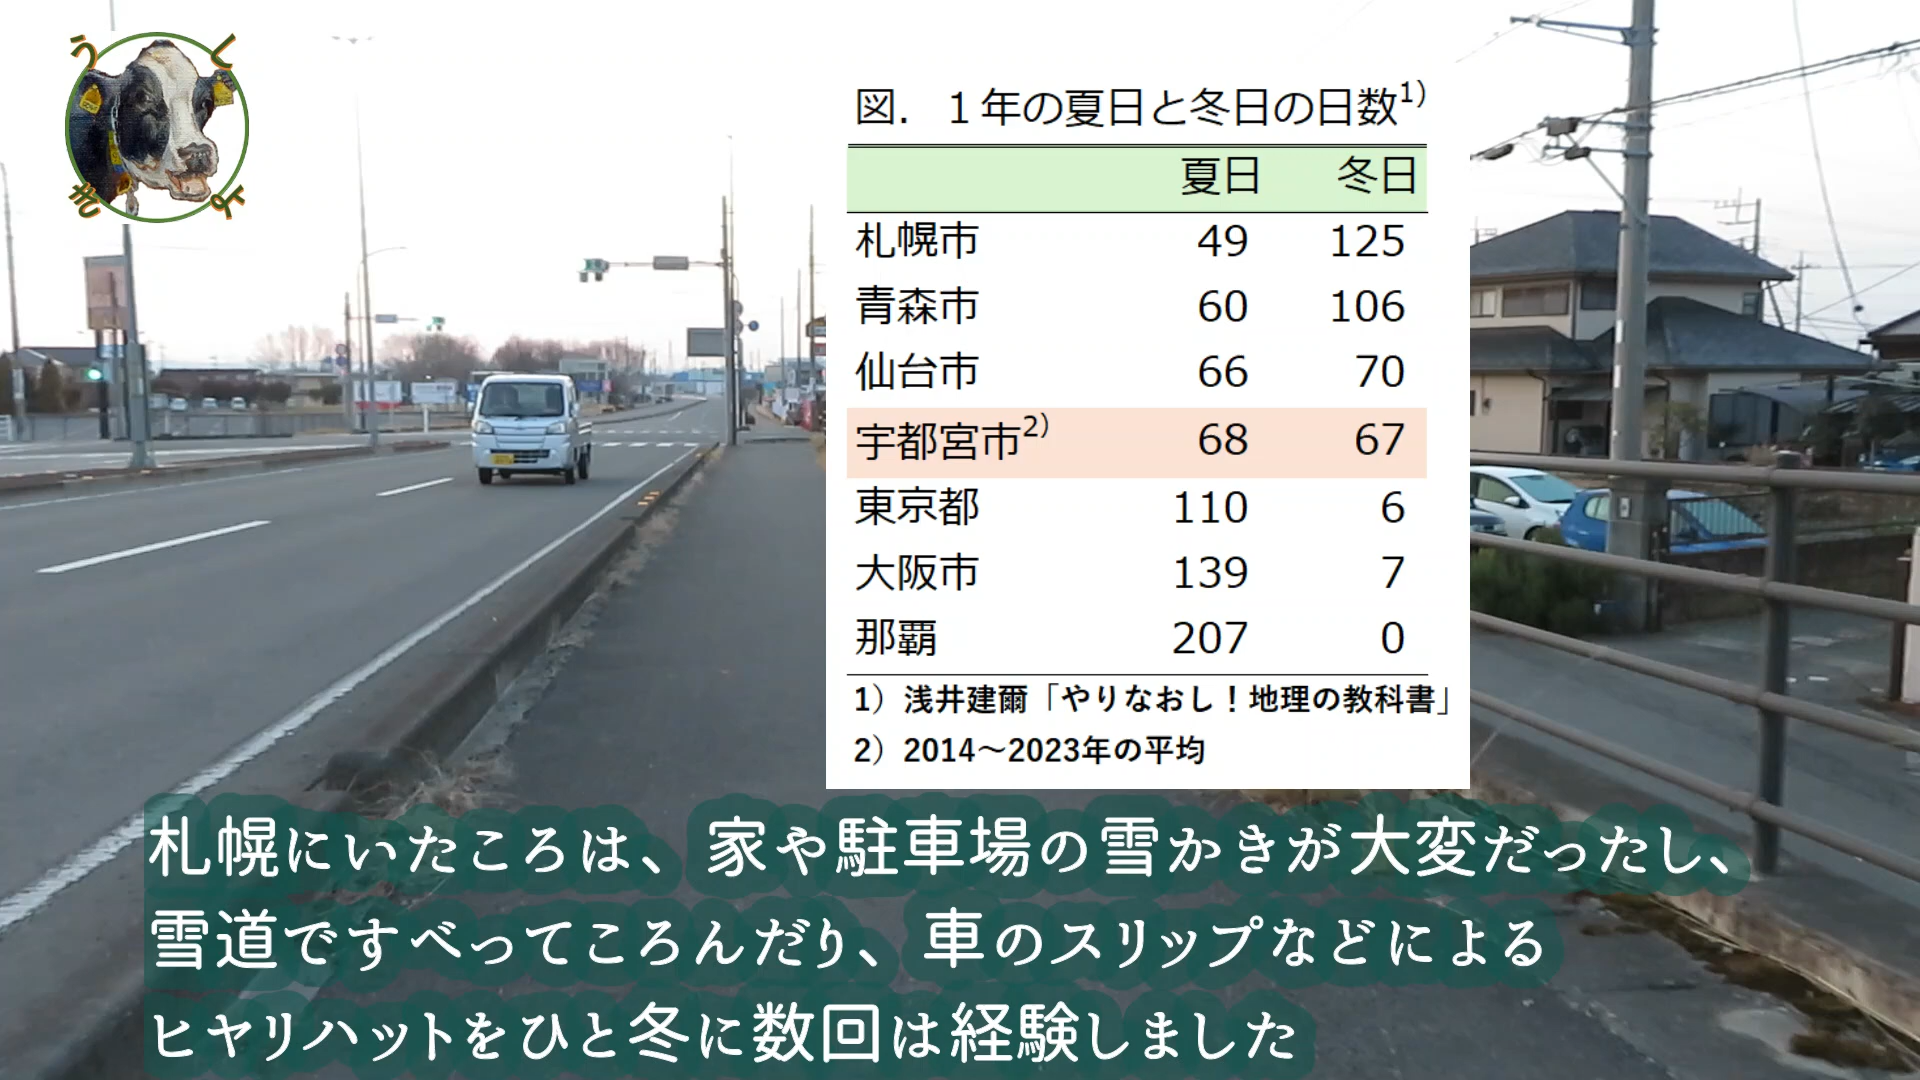 う し
き よ
図. 1年の夏日と冬日の日数1)
夏日 冬日
札幌市 49 125
青森市 60 106
仙台市 66 70
宇都宮市2) 68 67
東京都 110 6
大阪市 139 7
那覇 207 0
1) 浅井建爾「やりなおし！地理の教科書」
2) 2014～2023年の平均
札幌にいたころは、家や駐車場の雪かきが大変だったし、
雪道ですべってころんだり、車のスリップなどによる
ヒヤリハットをひと冬に数回は経験しました